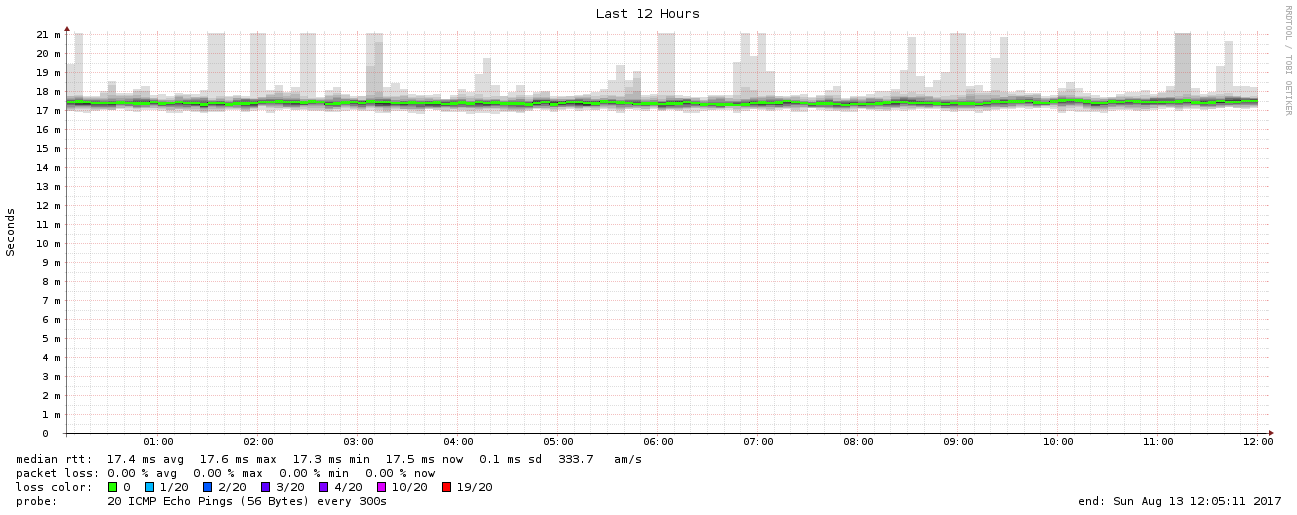 Last 12 Hours
RRDTOOL / TOBI OETIKER
Seconds
21 m
20 m
19 m
18 m
17 m
16 m
15 m
14 m
13 m
12 m
11 m
10 m
9 m
8 m
7 m
6 m
5 m
4 m
3 m
2 m
1 m
0
01:00 02:00 03:00 04:00 05:00 06:00 07:00 08:00 09:00 10:00 11:00 12:00
median rtt: 17.4 ms avg 17.6 ms max 17.3 ms min 17.5 ms now 0.1 ms sd 333.7 am/s
packet loss: 0.00 % avg 0.00 % max 0.00 % min 0.00 % now
loss color: 0 1/20 2/20 3/20 4/20 10/20 19/20
probe: 20 ICMP Echo Pings (56 Bytes) every 300s end: Sun Aug 13 12:05:11 2017